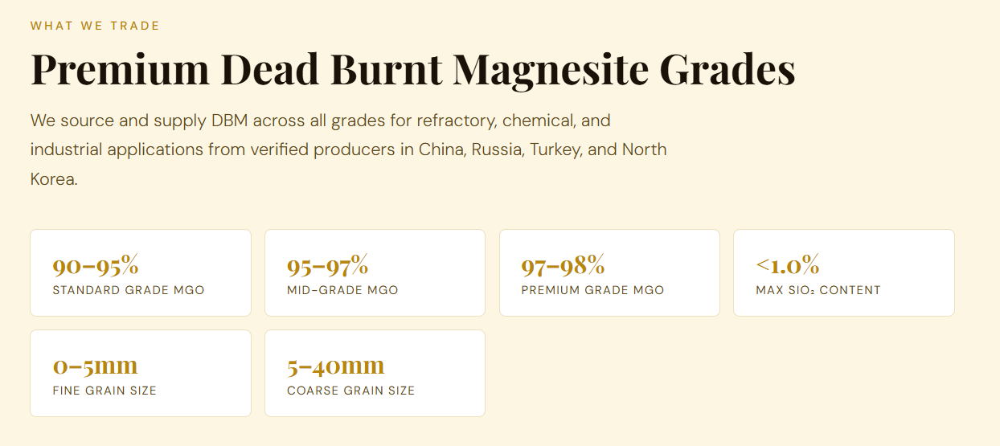 WHAT WE TRADE
Premium Dead Burnt Magnesite Grades
We source and supply DBM across all grades for refractory, chemical, and
industrial applications from verified producers in China, Russia, Turkey, and North
Korea.
90–95%
STANDARD GRADE MGO
95–97%
MID-GRADE MGO
97–98%
PREMIUM GRADE MGO
<1.0%
MAX SIO₂ CONTENT
0–5mm
FINE GRAIN SIZE
5–40mm
COARSE GRAIN SIZE